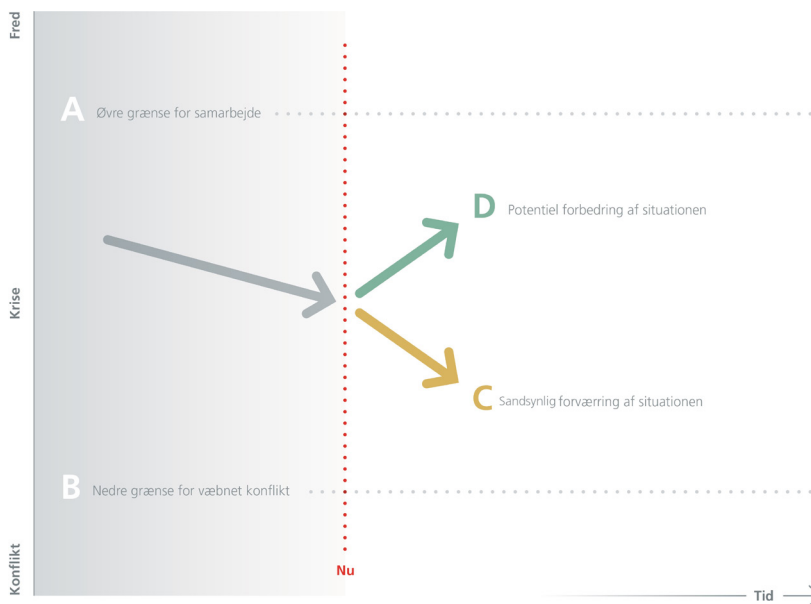 Fred
A Øvre grænse for samarbejde
D Potentiel forbedring af situationen
Krise
C Sandsynlig forværring af situationen
B Nedre grænse for væbnet konflikt
Konflikt
Nu
Tid